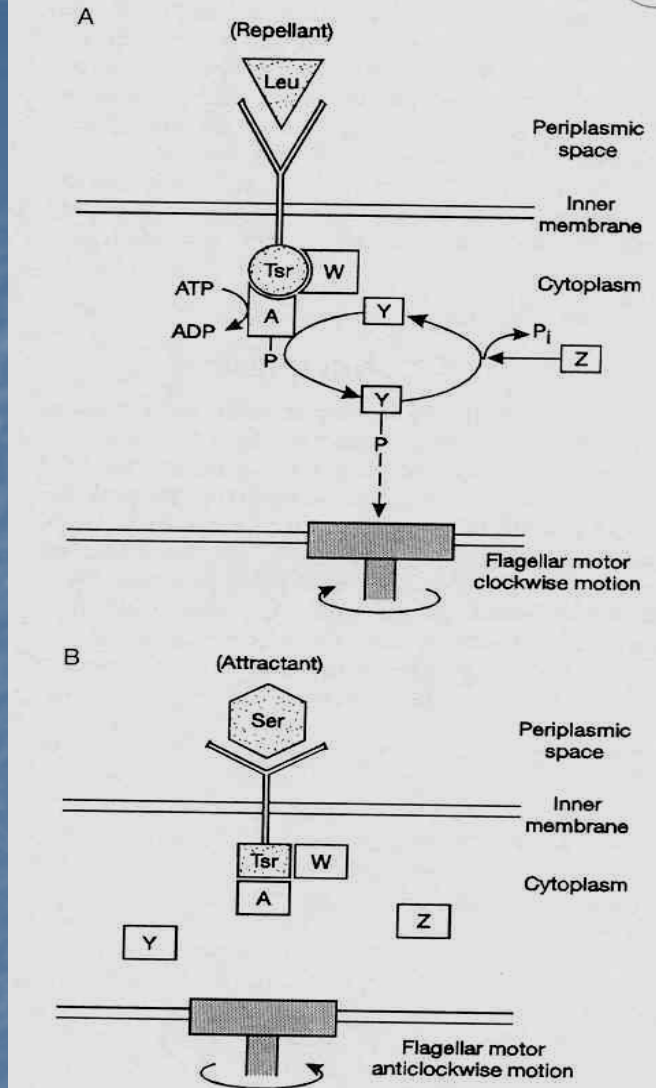 A
(Repellant)
Leu
Periplasmic
space
Inner
membrane
Tsr
W
Cytoplasm
ATP
A
Y
ADP
Pi
P
Z
Y
P
Flagellar motor
clockwise motion
B
(Attractant)
Ser
Periplasmic
space
Inner
membrane
Tsr
W
Cytoplasm
A
Z
Y
Flagellar motor
anticlockwise motion